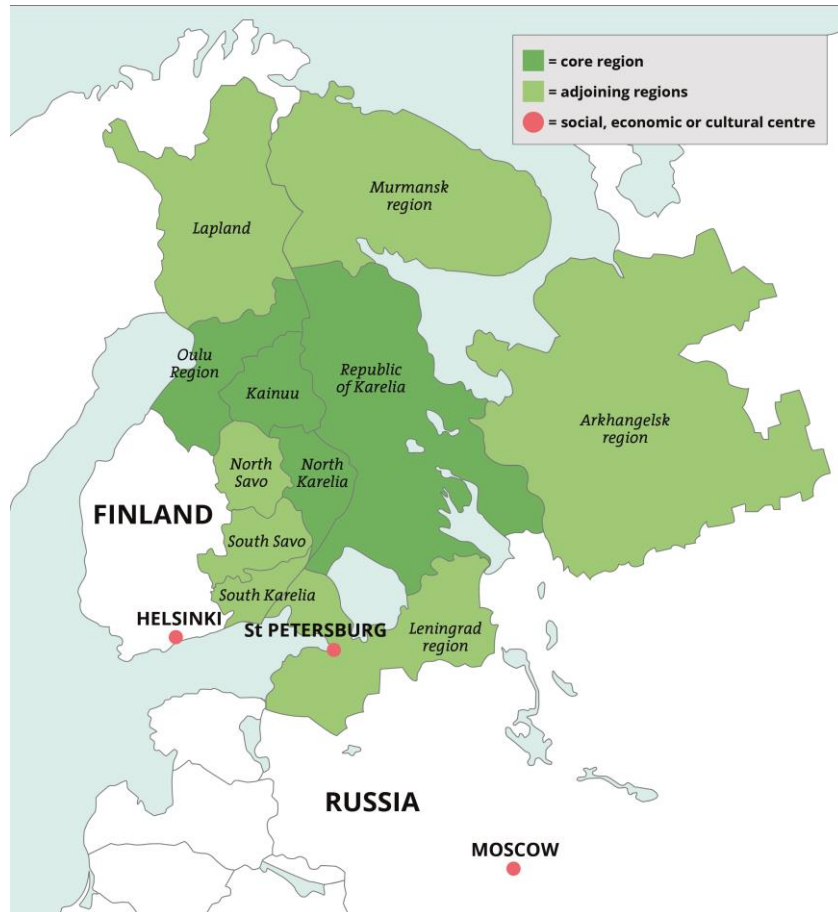 = core region
= adjoining regions
= social, economic or cultural centre
Murmansk
region
Lapland
Oulu
Region
Kainuu
Republic
of Karelia
Arkhangelsk
region
North
Savo
North
Karelia
FINLAND
South Savo
South Karelia
HELSINKI
St PETERSBURG
Leningrad
region
RUSSIA
MOSCOW